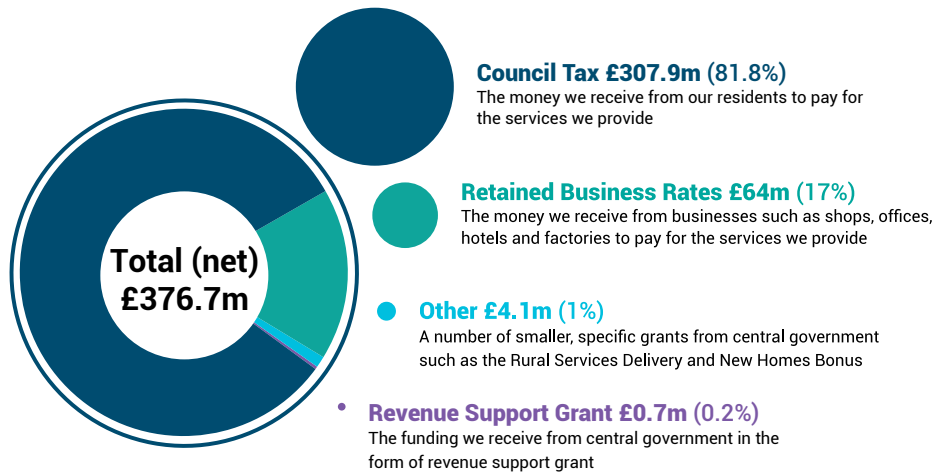 Council Tax £307.9m (81.8%)
The money we receive from our residents to pay for
the services we provide
Retained Business Rates £64m (17%)
The money we receive from businesses such as shops, offices,
hotels and factories to pay for the services we provide
Total (net)
£376.7m
Other £4.1m (1%)
A number of smaller, specific grants from central government
such as the Rural Services Delivery and New Homes Bonus
Revenue Support Grant £0.7m (0.2%)
The funding we receive from central government in the
form of revenue support grant